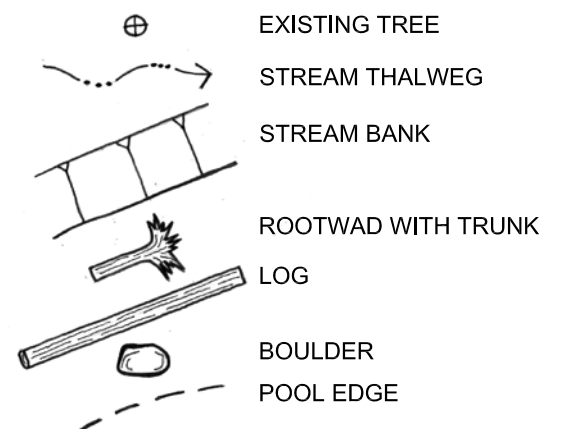 EXISTING TREE
STREAM THALWEG
STREAM BANK
ROOTWAD WITH TRUNK
LOG
BOULDER
POOL EDGE